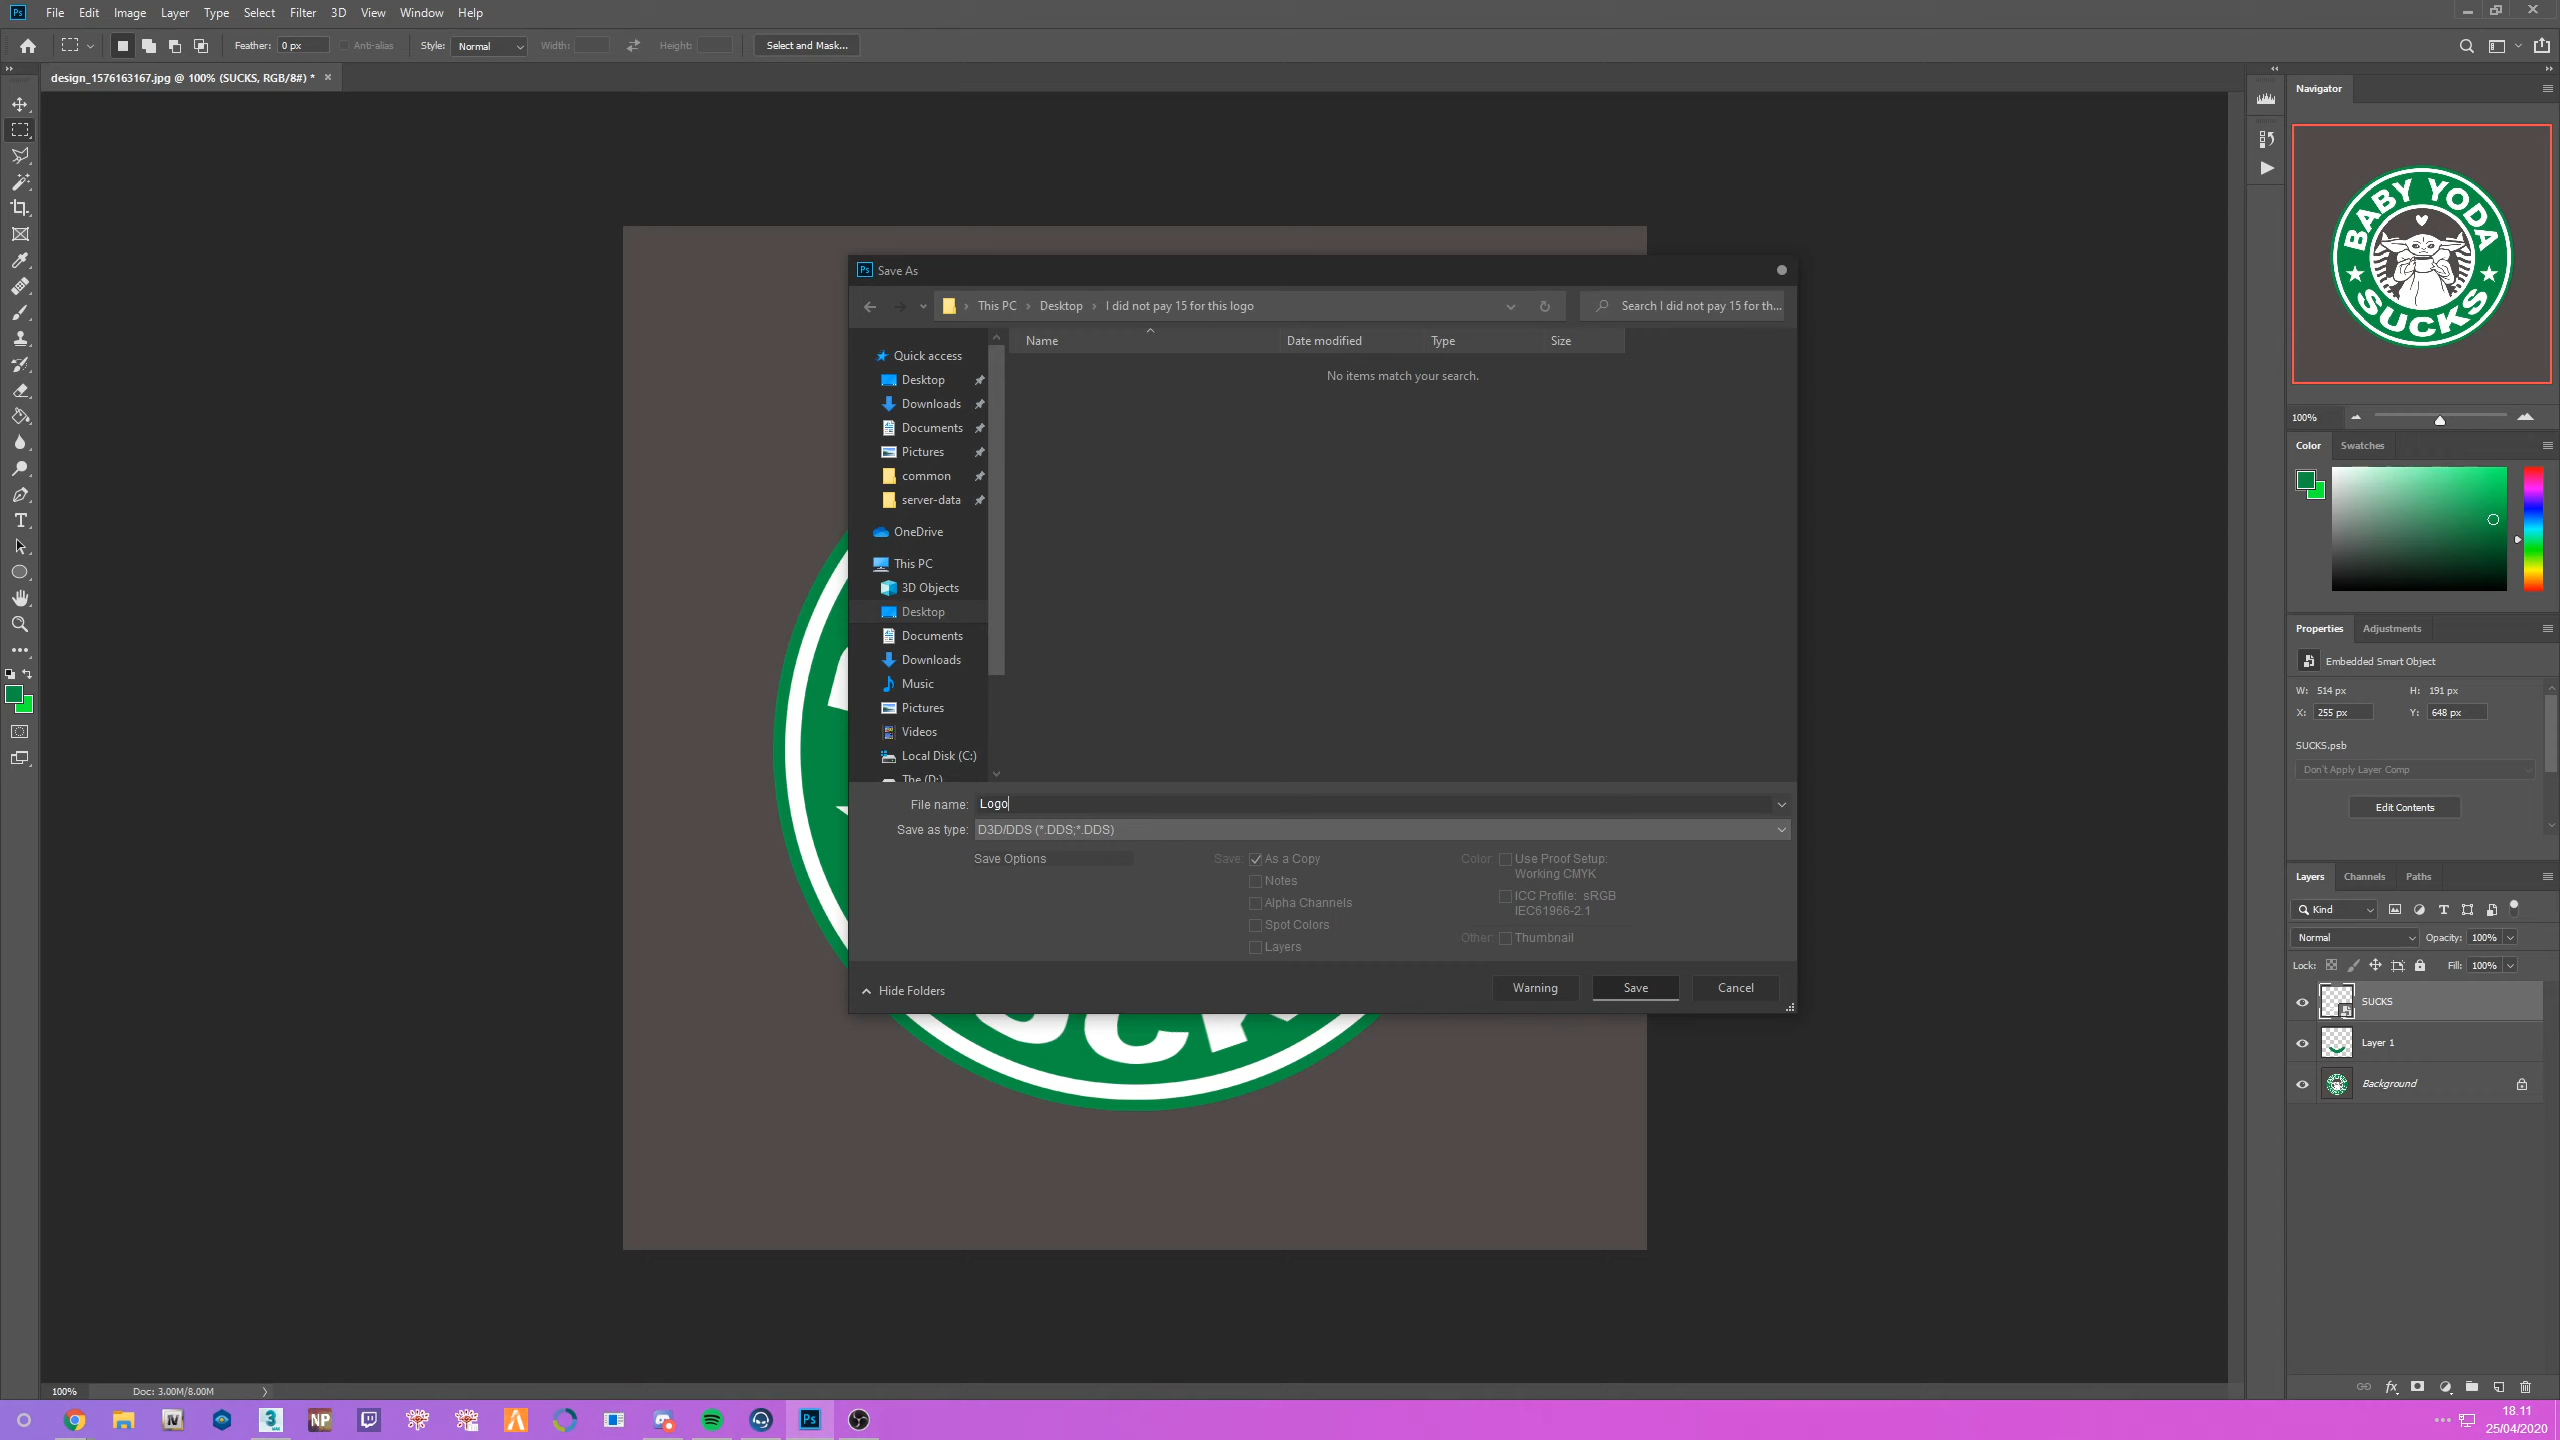 Ps File Edit Image Layer Type Select Filter 3D View Window Help
Feather: 0 px Anti-alias Style: Normal Width: Height: Select and Mask...
design_1576163167.jpg @ 100% (SUCKS, RGB/8#) * ×
Navigator
BABY YODA
SUCKS
100%
Color Swatches
Properties Adjustments
Embedded Smart Object
W: 514 px H: 191 px
X: 255 px Y: 648 px
SUCKS.psb
Don't Apply Layer Comp
Edit Contents
Layers Channels Paths
Kind
Normal Opacity: 100%
Lock: Fill: 100%
SUCKS
Layer 1
Background
Ps Save As
This PC › Desktop › I did not pay 15 for this logo
Search I did not pay 15 for th...
Name Date modified Type Size
No items match your search.
Quick access
Desktop
Downloads
Documents
Pictures
common
server-data
OneDrive
This PC
3D Objects
Desktop
Documents
Downloads
Music
Pictures
Videos
Local Disk (C:)
The (D:)
File name: Logo
Save as type: D3D/DDS (*.DDS;*.DDS)
Save Options
Save: As a Copy
Notes
Alpha Channels
Spot Colors
Layers
Color: Use Proof Setup:
Working CMYK
ICC Profile: sRGB
IEC61966-2.1
Other: Thumbnail
Hide Folders
Warning Save Cancel
100% Doc: 3.00M/8.00M
3 NP Ps
18.11
25/04/2020